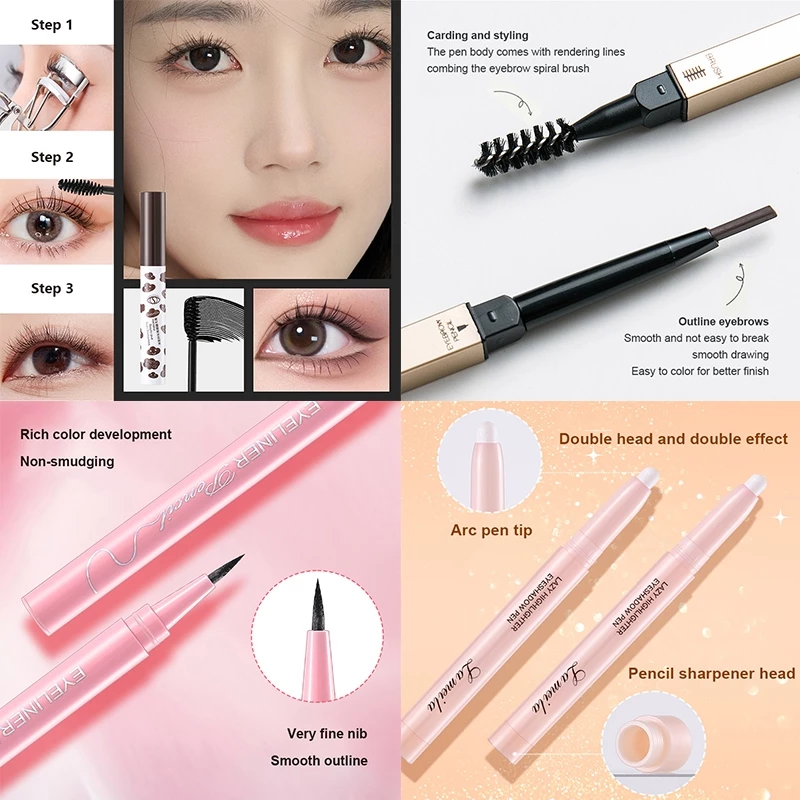 Step 1
Step 2
Step 3
Carding and styling
The pen body comes with rendering lines
combing the eyebrow spiral brush
BRUSH
EYEBROW
PENCIL
Outline eyebrows
Smooth and not easy to break
smooth drawing
Easy to color for better finish
Rich color development
Non-smudging
EYELINER Pencil
EYELINER
Very fine nib
Smooth outline
Double head and double effect
Arc pen tip
LAZY HIGHLIGHTER
EYESHADOW PEN
Lameila
LAZY HIGHLIGHTER
EYESHADOW PEN
Lameila
Pencil sharpener head